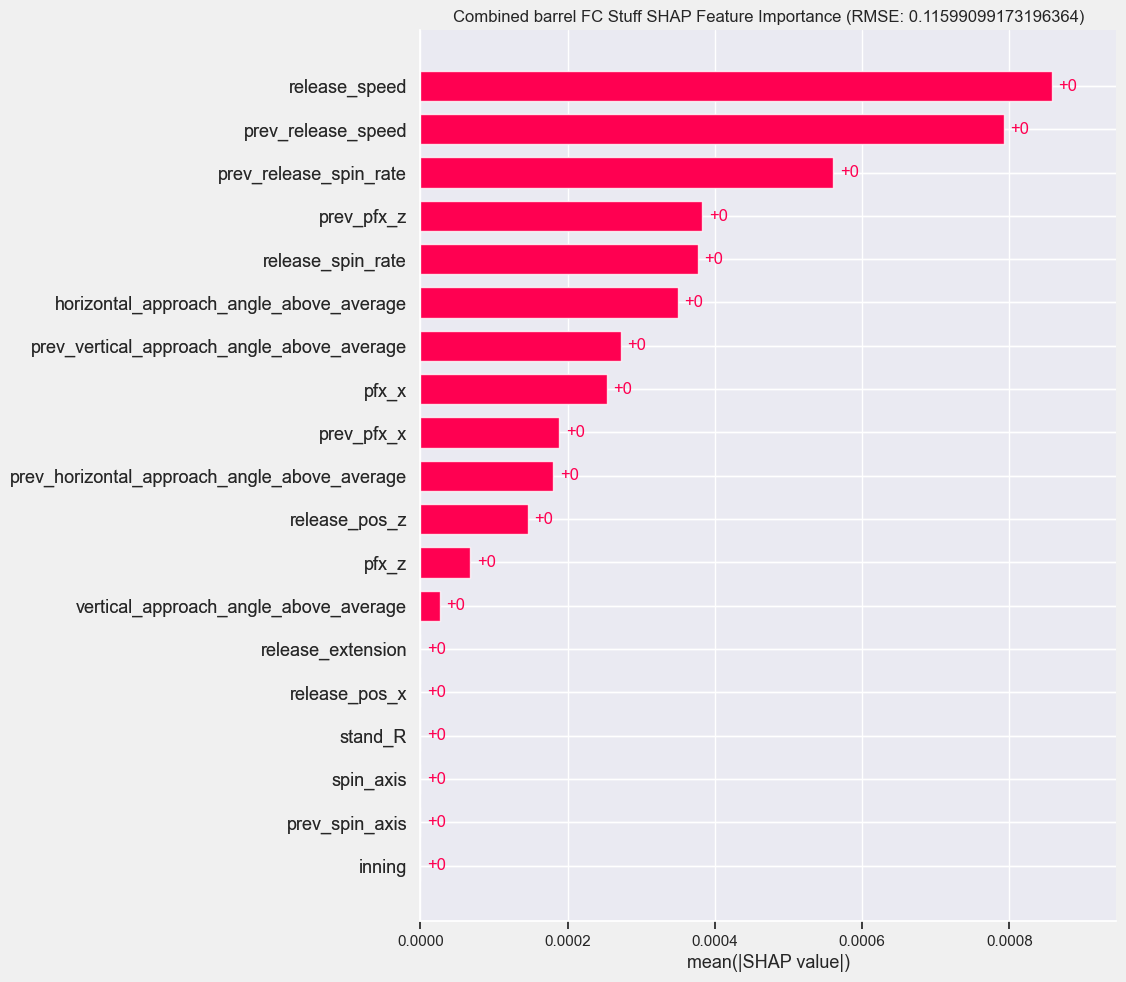 Combined barrel FC Stuff SHAP Feature Importance (RMSE: 0.11599099173196364)
release_speed +0
prev_release_speed +0
prev_release_spin_rate +0
prev_pfx_z +0
release_spin_rate +0
horizontal_approach_angle_above_average +0
prev_vertical_approach_angle_above_average +0
pfx_x +0
prev_pfx_x +0
prev_horizontal_approach_angle_above_average +0
release_pos_z +0
pfx_z +0
vertical_approach_angle_above_average +0
release_extension +0
release_pos_x +0
stand_R +0
spin_axis +0
prev_spin_axis +0
inning +0
0.0000 0.0002 0.0004 0.0006 0.0008
mean(|SHAP value|)